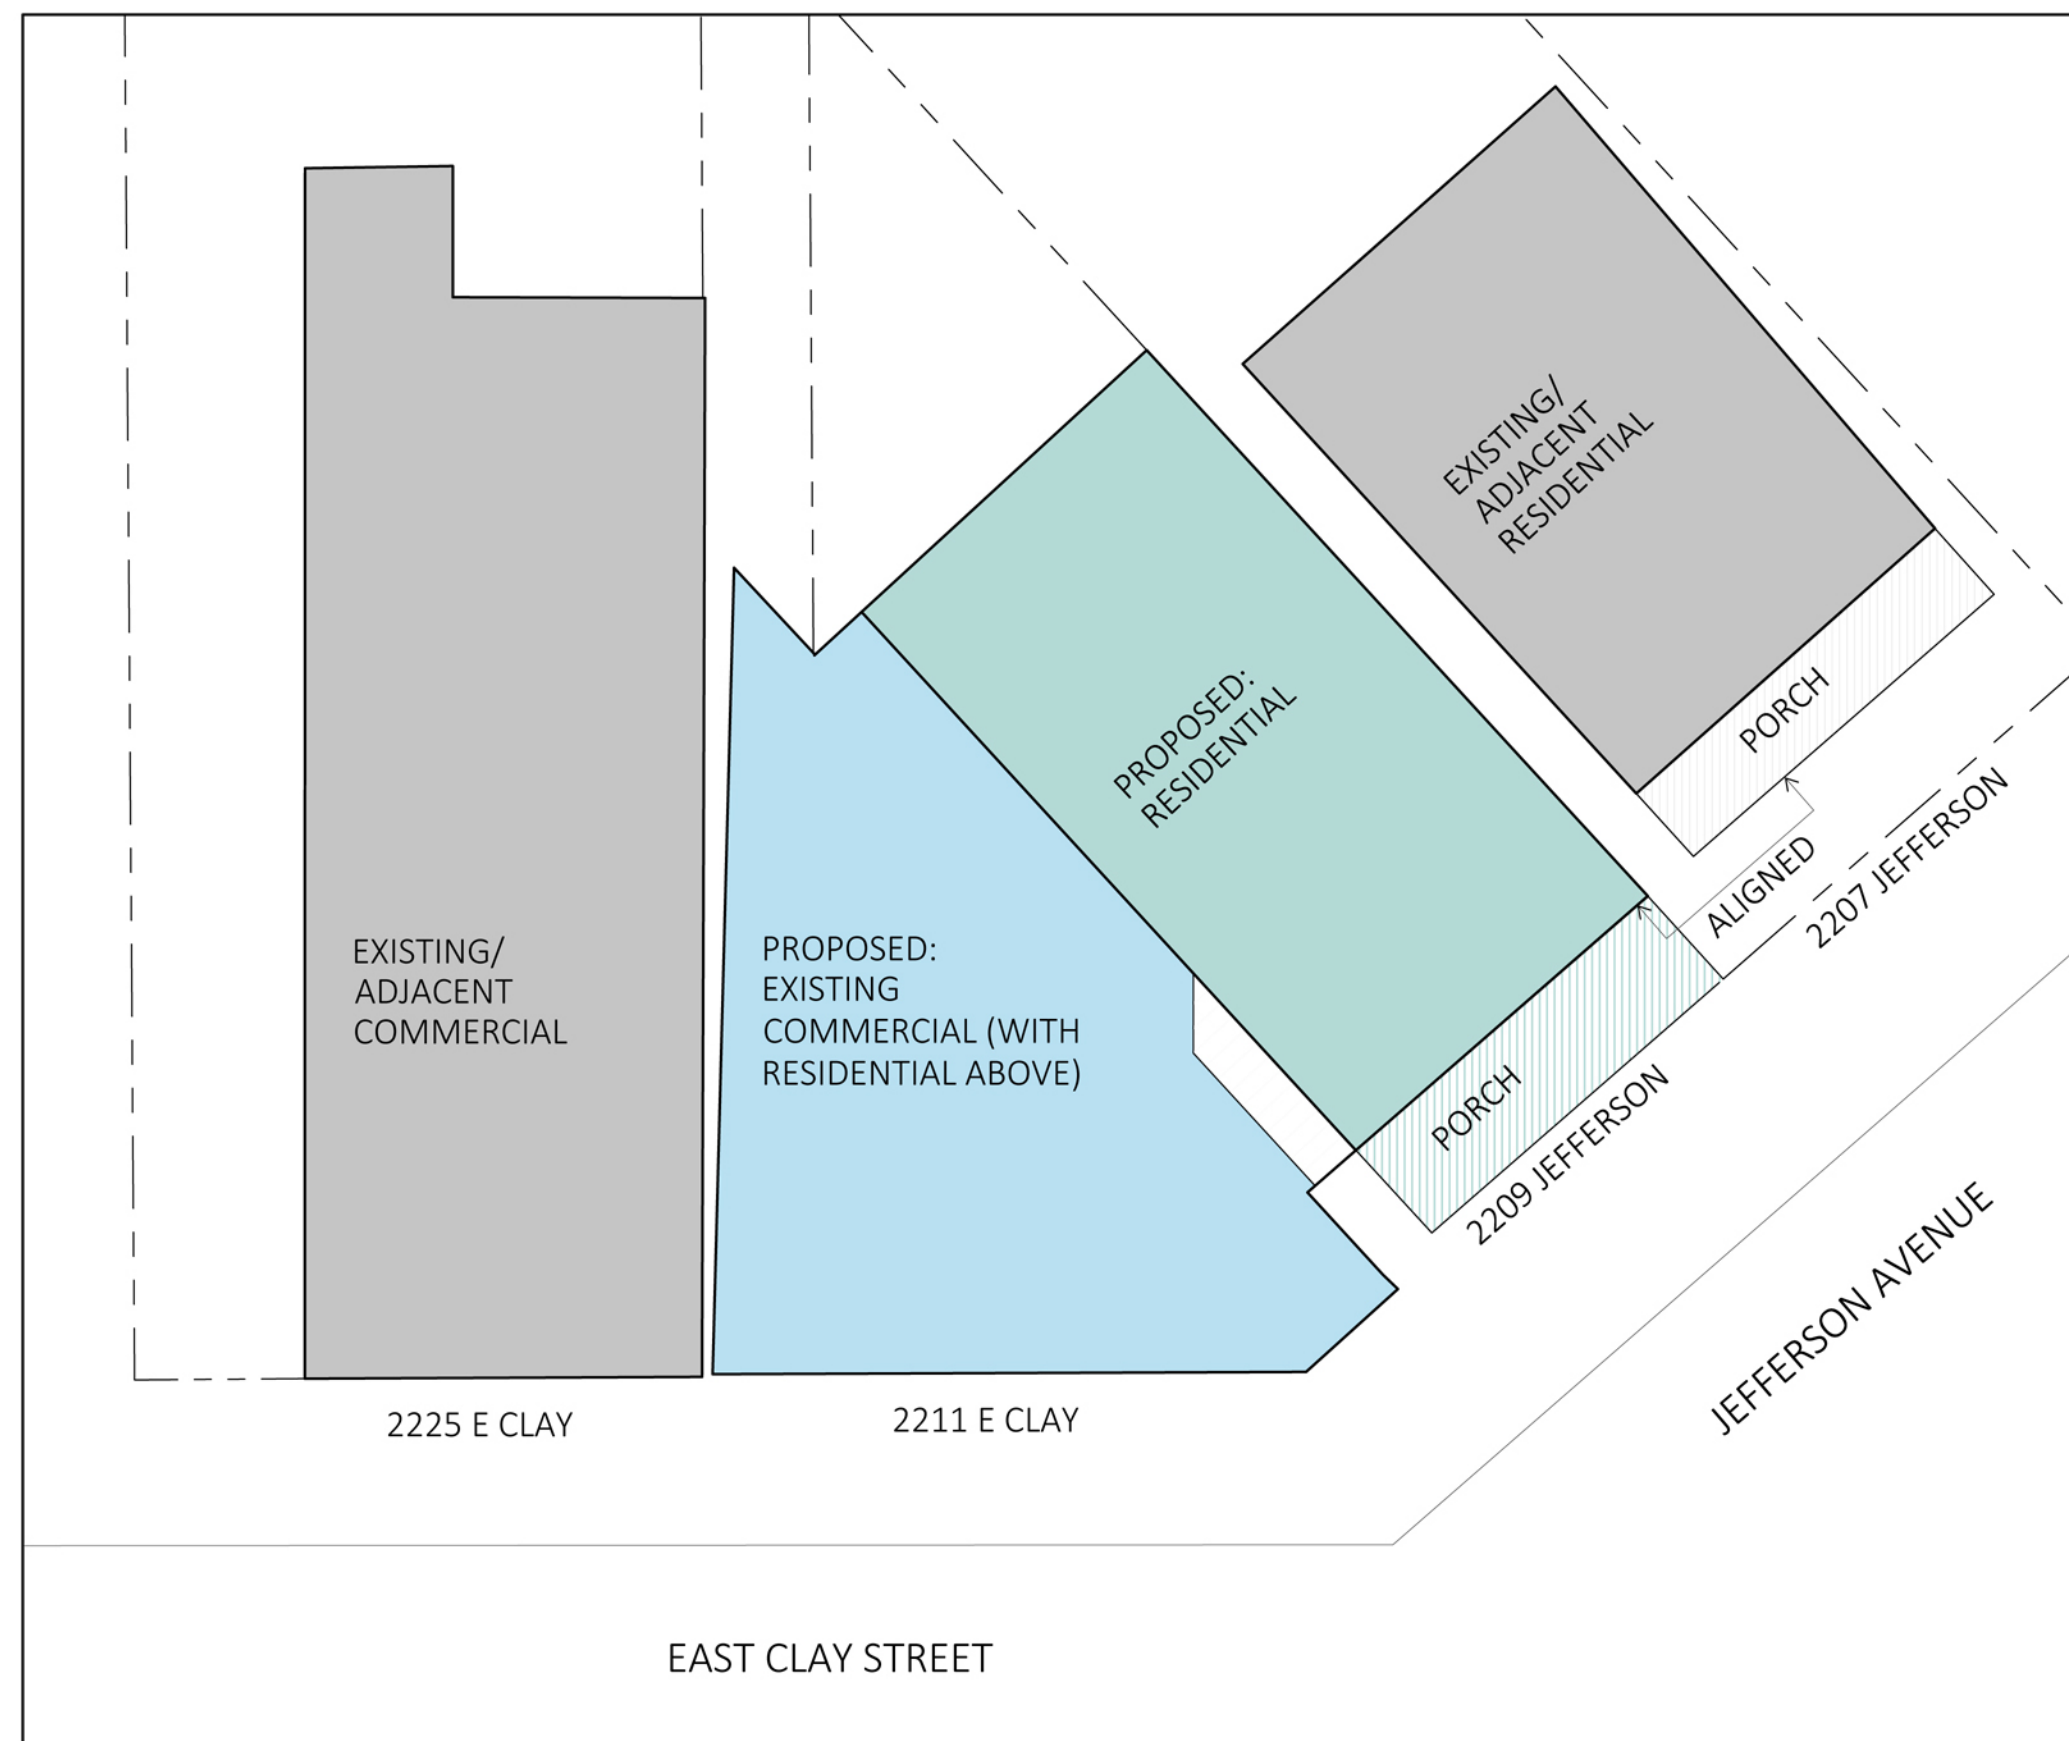 EXISTING/
ADJACENT
RESIDENTIAL
PORCH
PROPOSED:
RESIDENTIAL
ALIGNED
2207 JEFFERSON
EXISTING/
ADJACENT
COMMERCIAL
PROPOSED:
EXISTING
COMMERCIAL (WITH
RESIDENTIAL ABOVE)
PORCH
2209 JEFFERSON
JEFFERSON AVENUE
2225 E CLAY
2211 E CLAY
EAST CLAY STREET